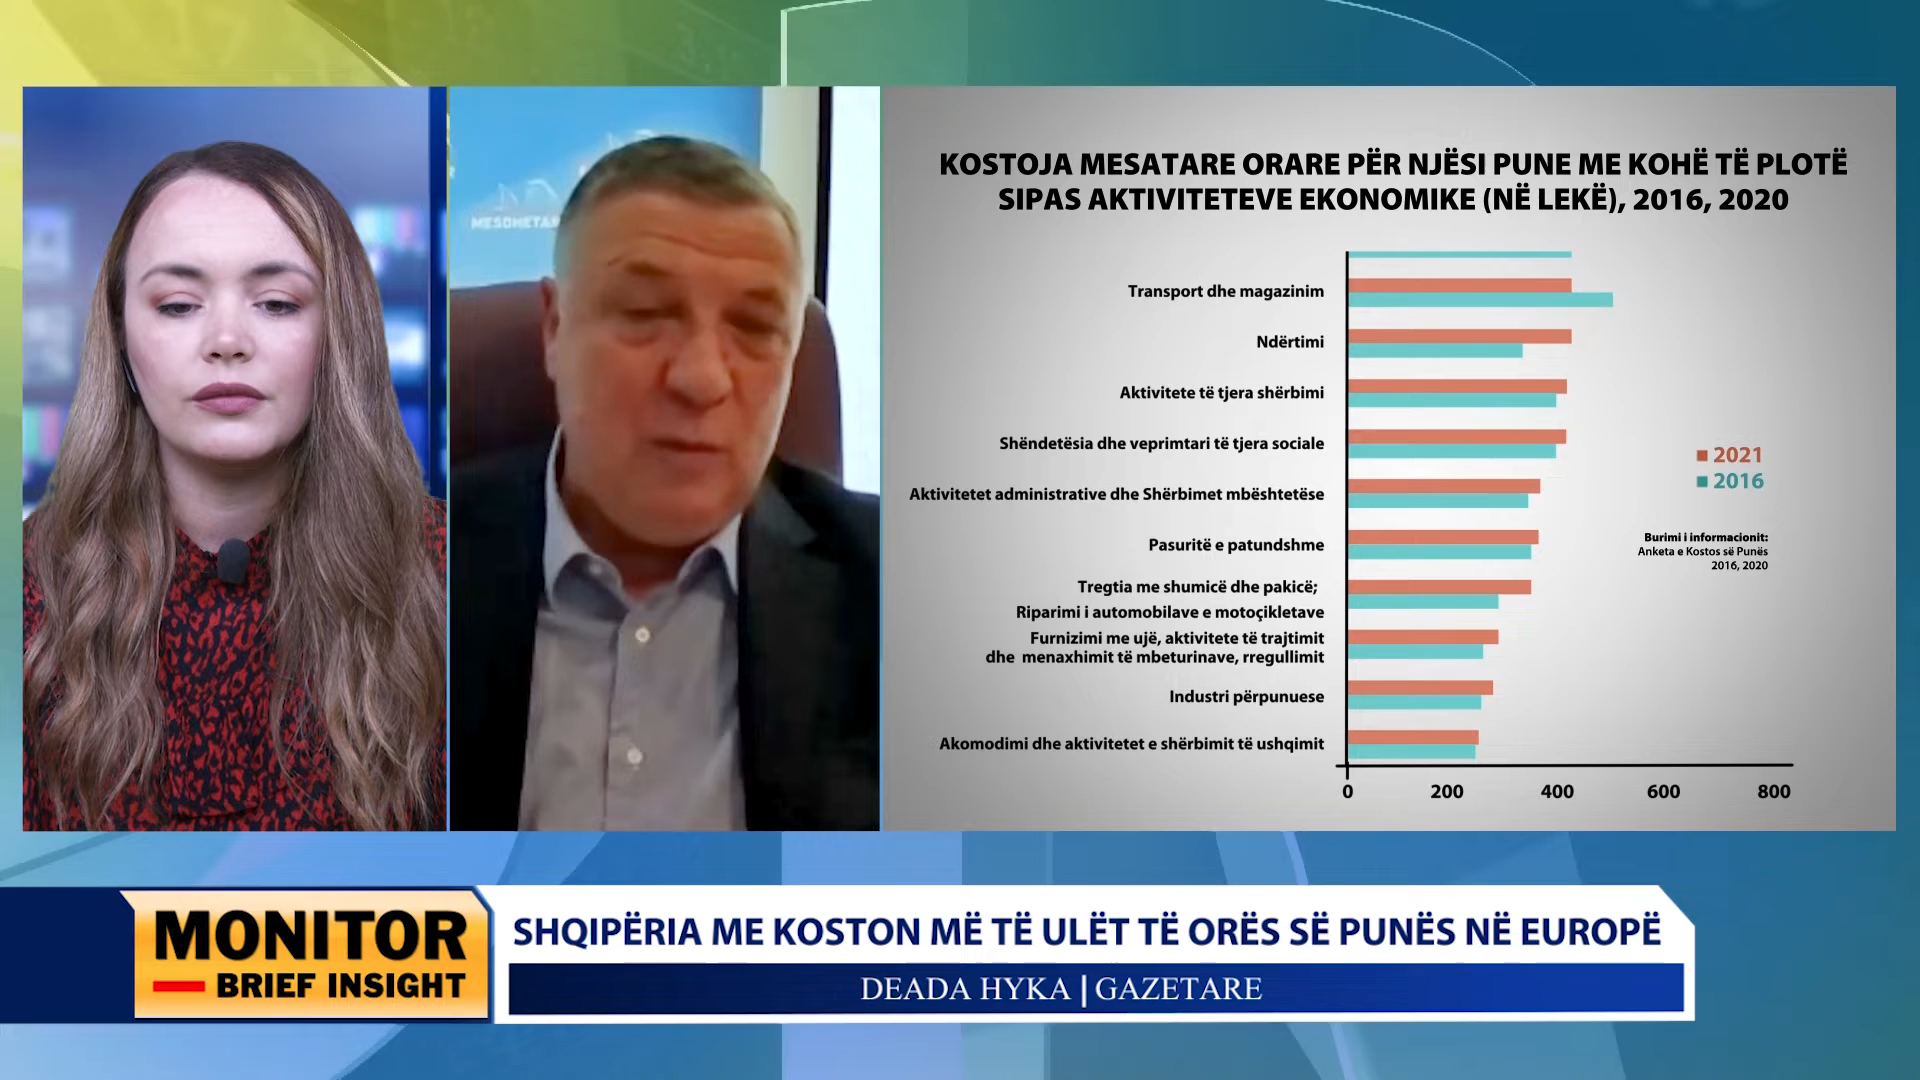 MESDHETAR
KOSTOJA MESATARE ORARE PËR NJËSI PUNE ME KOHË TË PLOTË
SIPAS AKTIVITETEVE EKONOMIKE (NË LEKË), 2016, 2020
Transport dhe magazinim
Ndërtimi
Aktivitete të tjera shërbimi
Shëndetësia dhe veprimtari të tjera sociale
Aktivitetet administrative dhe Shërbimet mbështetëse
Pasuritë e patundshme
Tregtia me shumicë dhe pakicë;
Riparimi i automobilave e motoçikletave
Furnizimi me ujë, aktivitete të trajtimit
dhe menaxhimit të mbeturinave, rregullimit
Industri përpunuese
Akomodimi dhe aktivitetet e shërbimit të ushqimit
0 200 400 600 800
2021
2016
Burimi i informacionit:
Anketa e Kostos së Punës
2016, 2020
MONITOR
BRIEF INSIGHT
SHQIPËRIA ME KOSTON MË TË ULËT TË ORËS SË PUNËS NË EUROPË
DEADA HYKA | GAZETARE